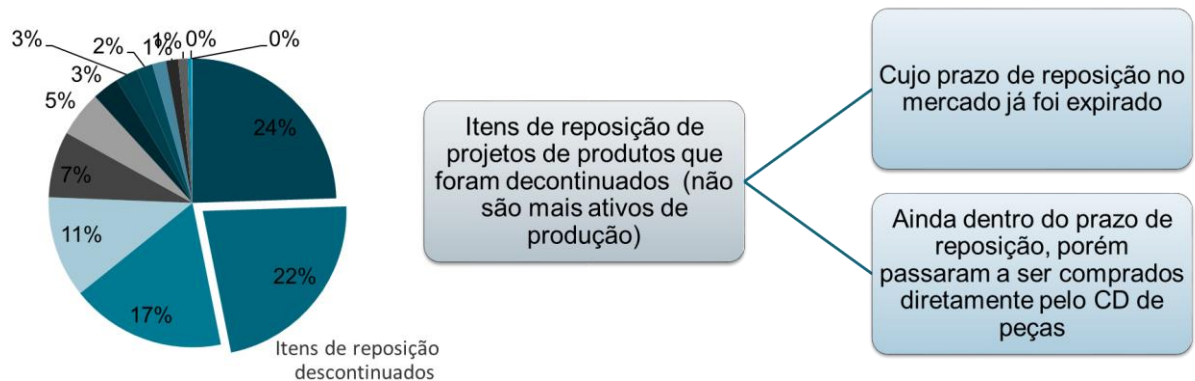 3%
2%
1%
1%
0%
0%
3%
5%
7%
11%
17%
24%
22%
Itens de reposição
descontinuados
Itens de reposição de
projetos de produtos que
foram decontinuados (não
são mais ativos de
produção)
Cujo prazo de reposição no
mercado já foi expirado
Ainda dentro do prazo de
reposição, porém
passaram a ser comprados
diretamente pelo CD de
peças